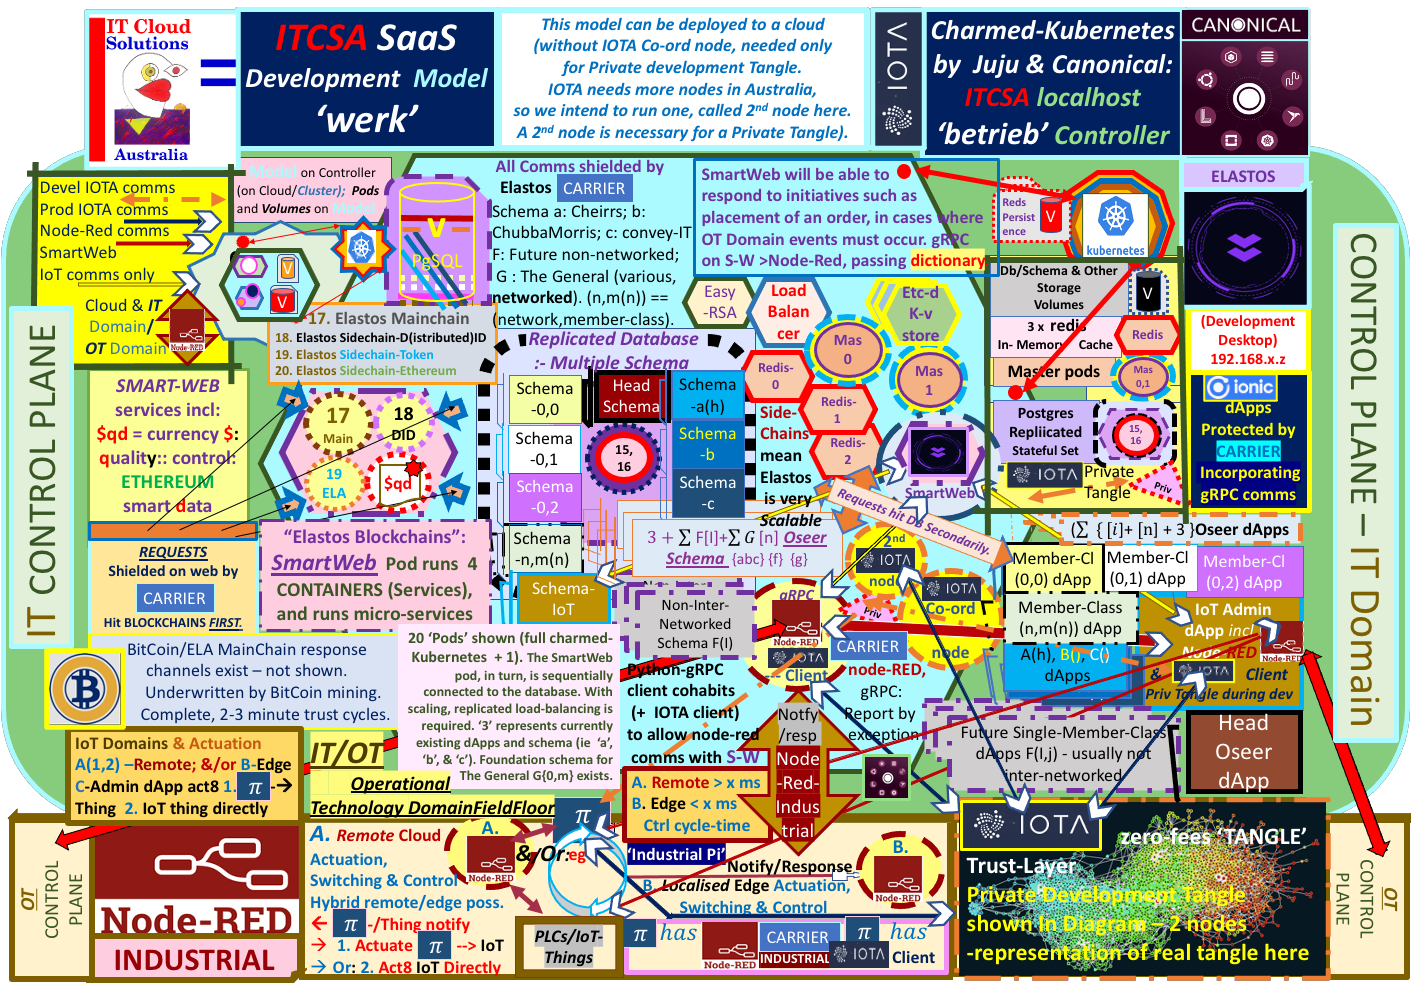 IT Cloud
Solutions
Australia
ITCSA SaaS
Development Model
‘werk’
This model can be deployed to a cloud
(without IOTA Co-ord node, needed only
for Private development Tangle.
IOTA needs more nodes in Australia,
so we intend to run one, called 2nd node here.
A 2nd node is necessary for a Private Tangle).
IOTA
Charmed-Kubernetes
by Juju & Canonical:
ITCSA localhost
‘betrieb’ Controller
CANONICAL
IT CONTROL PLANE
Devel IOTA comms
Prod IOTA comms
Node-Red comms
SmartWeb
IoT comms only
Cloud & IT
Domain/
OT Domain
Node-RED
Model on Controller
(on Cloud/Cluster); Pods
and Volumes on Model
V
V
V
PgSQL
All Comms shielded by
Elastos CARRIER
Schema a: Cheirrs; b:
ChubbaMorris; c: convey-IT
F: Future non-networked;
G : The General (various,
networked). (n,m(n)) ==
(network,member-class).
SmartWeb will be able to
respond to initiatives such as
placement of an order, in cases where
OT Domain events must occur. gRPC
on S-W >Node-Red, passing dictionary
Reds
Persist
ence
V
kubernetes
ELASTOS
CONTROL PLANE – IT Domain
17. Elastos Mainchain
18. Elastos Sidechain-D(istributed)ID
19. Elastos Sidechain-Token
20. Elastos Sidechain-Ethereum
Easy
-RSA
Load
Balan
cer
Etc-d
K-v
store
Mas
0
Mas
1
Redis-
0
Redis-
1
Redis-
2
Db/Schema & Other
Storage
Volumes
V
3 x redis
In- Memory Cache
Redis
Master pods
Mas
0,1
Postgres
Repliicated
Stateful Set
15,
16
IOTA
Private
Tangle
Priv
(Development
Desktop)
192.168.x.z
ionic
dApps
Protected by
CARRIER
Incorporating
gRPC comms
SMART-WEB
services incl:
$qd = currency $:
quality:: control:
ETHEREUM
smart data
17
Main
18
DID
19
ELA
$qd
Replicated Database
:- Multiple Schema
Schema
-0,0
Schema
-0,1
Schema
-0,2
Schema
-n,m(n)
Schema-
IoT
Head
Schema
15,
16
Schema
-a(h)
Schema
-b
Schema
-c
Side-
Chains
mean
Elastos
is very
Scalable
SmartWeb
Requests hit DB Secondarily.
3 + ∑ F[I]+∑ G [n] Oseer
Schema {abc} {f} {g}
(∑ { [i]+ [n] + 3 }Oseer dApps
REQUESTS
Shielded on web by
CARRIER
Hit BLOCKCHAINS FIRST.
“Elastos Blockchains”:
SmartWeb Pod runs 4
CONTAINERS (Services),
and runs micro-services
Non-Inter-
Networked
Schema F(I)
gRPC
Node-RED
IOTA
Client
Priv
CARRIER
node-RED,
gRPC:
Report by
exception
2nd
IOTA
node
IOTA
Co-ord
node
Member-Cl
(0,0) dApp
Member-Cl
(0,1) dApp
Member-Cl
(0,2) dApp
Member-Class
(n,m(n)) dApp
A(h), B(), C()
dApps
IoT Admin
dApp incl
Node-RED
Node-RED
IOTA
& Client
Priv Tangle during dev
BitCoin/ELA MainChain response
channels exist – not shown.
Underwritten by BitCoin mining.
Complete, 2-3 minute trust cycles.
20 ‘Pods’ shown (full charmed-
Kubernetes + 1). The SmartWeb
pod, in turn, is sequentially
connected to the database. With
scaling, replicated load-balancing is
required. ‘3’ represents currently
existing dApps and schema (ie ‘a’,
‘b’, & ‘c’). Foundation schema for
The General G{0,m} exists.
Python-gRPC
client cohabits
(+ IOTA client)
to allow node-red
comms with S-W
Notfy
/resp
Node
-Red-
Indus
trial
Future Single-Member-Class
dApps F(I,j) - usually not
inter-networked
Head
Oseer
dApp
IoT Domains & Actuation
A(1,2) –Remote; &/or B-Edge
C-Admin dApp act8 1. π -→
Thing 2. IoT thing directly
IT/OT
Operational
Technology DomainFieldFloor
A. Remote > x ms
B. Edge < x ms
Ctrl cycle-time
‘Industrial Pi’
OT
CONTROL
PLANE
Node-RED
INDUSTRIAL
A. Remote Cloud
Actuation,
Switching & Control
Hybrid remote/edge poss.
← π -/Thing notify
→ 1. Actuate π --> IoT
→ Or: 2. Act8 IoT Directly
A.
Node-RED
& Or: eg
π
PLCs/IoT-
Things
Notify/Response
B. Localised Edge Actuation,
Switching & Control
B.
Node-RED
π has
Node-RED
CARRIER
INDUSTRIAL
π has
IOTA
Client
IOTA
zero-fees ‘TANGLE’
Trust-Layer
Private Development Tangle
shown In Diagram – 2 nodes
-representation of real tangle here
OT
CONTROL
PLANE